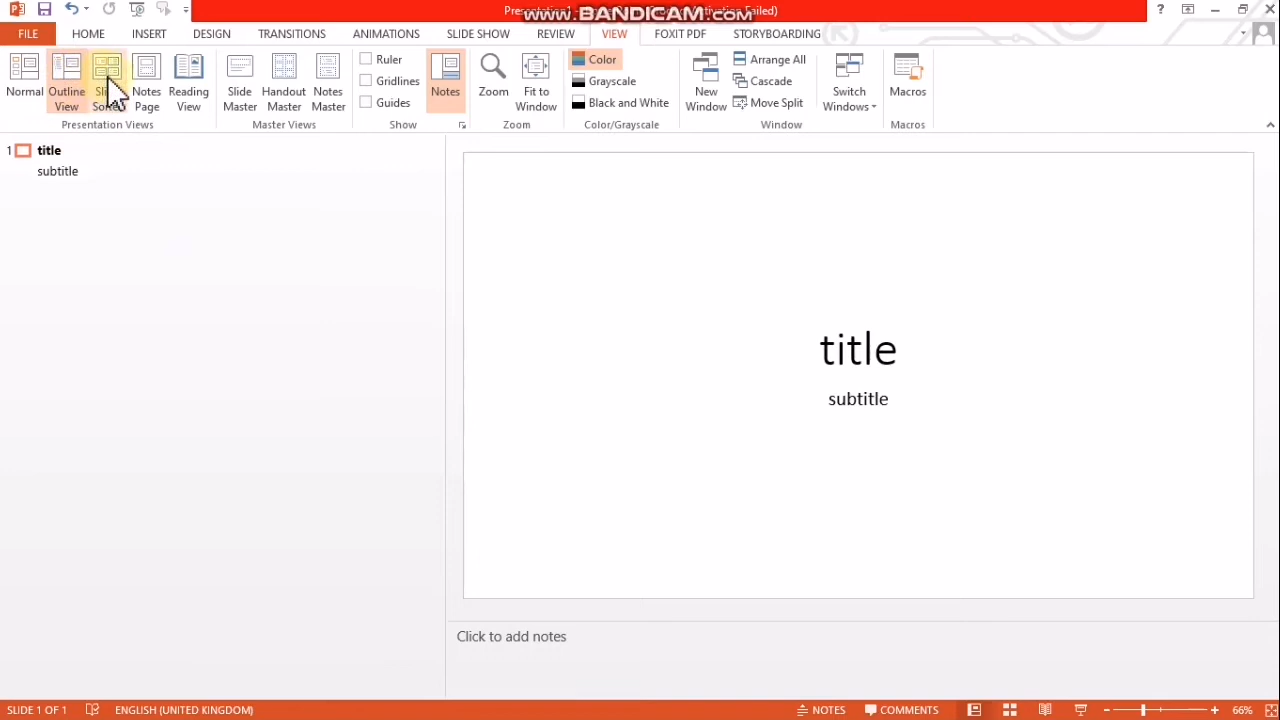 Presentation1
www.BANDICAM.com
Activation Failed)
FILE HOME INSERT DESIGN TRANSITIONS ANIMATIONS SLIDE SHOW REVIEW VIEW FOXIT PDF STORYBOARDING
Normal Outline View Notes Page Reading View
Presentation Views
Slide Master Handout Master Notes Master
Master Views
Ruler
Gridlines
Guides
Show
Notes
Zoom Fit to Window
Zoom
Color
Grayscale
Black and White
Color/Grayscale
New Window
Arrange All
Cascade
Move Split
Window
Switch Windows
Macros
Macros
1 title
subtitle
title
subtitle
Click to add notes
SLIDE 1 OF 1 ENGLISH (UNITED KINGDOM) NOTES COMMENTS 66%